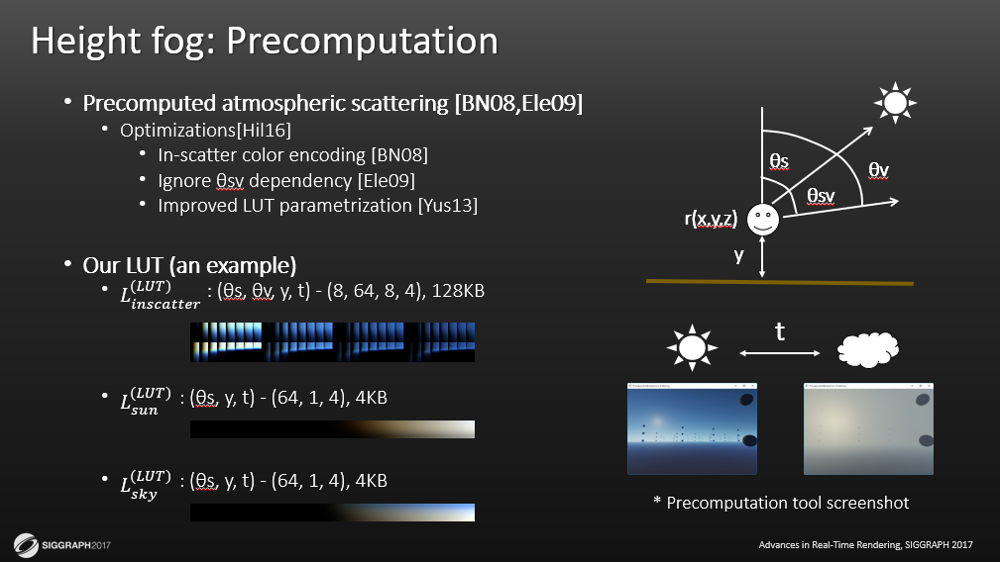 Height fog: Precomputation
• Precomputed atmospheric scattering [BN08,Ele09]
• Optimizations[Hil16]
• In-scatter color encoding [BN08]
• Ignore θsv dependency [Ele09]
• Improved LUT parametrization [Yus13]
• Our LUT (an example)
• L_{inscatter}^{(LUT)} : (θs, θv, y, t) - (8, 64, 8, 4), 128KB
• L_{sun}^{(LUT)} : (θs, y, t) - (64, 1, 4), 4KB
• L_{sky}^{(LUT)} : (θs, y, t) - (64, 1, 4), 4KB
θs
θv
θsv
r(x,y,z)
y
t
* Precomputation tool screenshot
SIGGRAPH2017
Advances in Real-Time Rendering, SIGGRAPH 2017